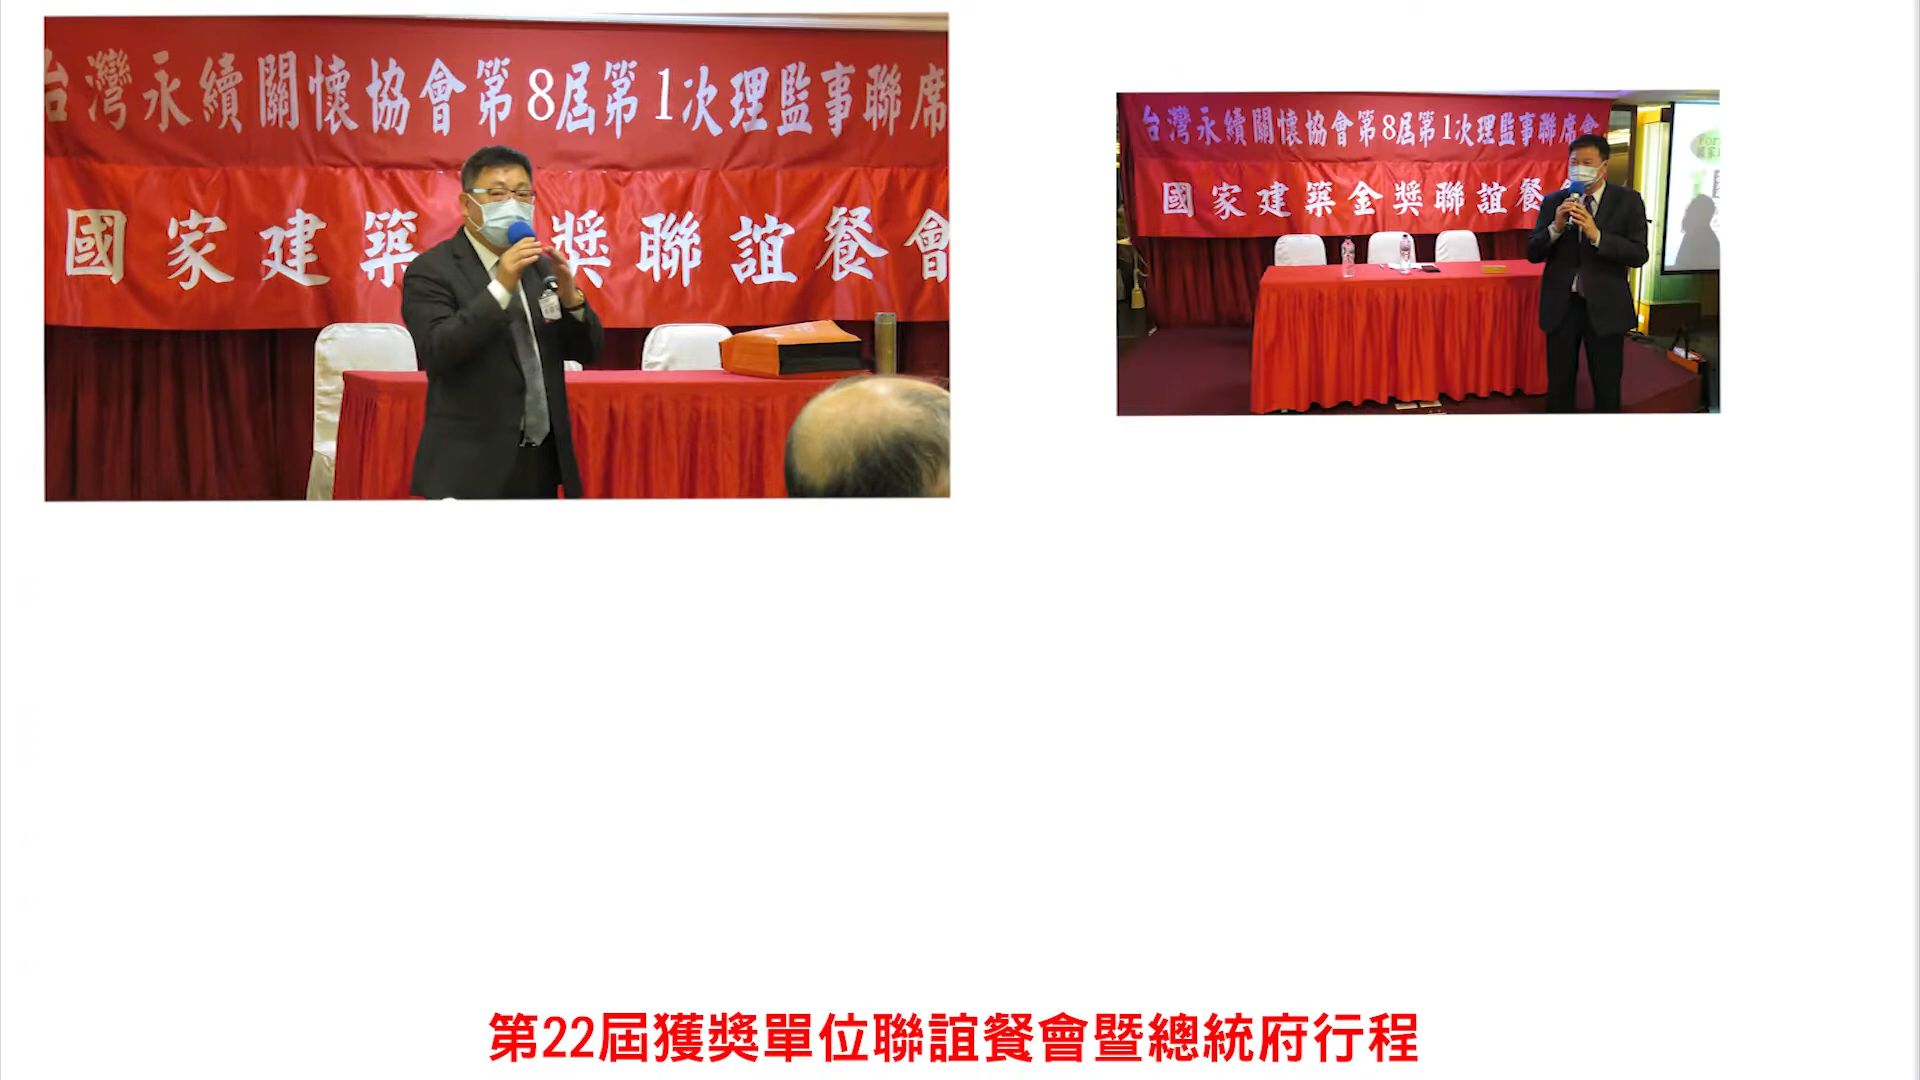 台灣永續關懷協會第8屆第1次理監事聯席
國家建築獎聯誼餐會
台灣永續關懷協會第8屆第1次理監事聯席會
國家建築金獎聯誼餐
第22屆獲獎單位聯誼餐會暨總統府行程